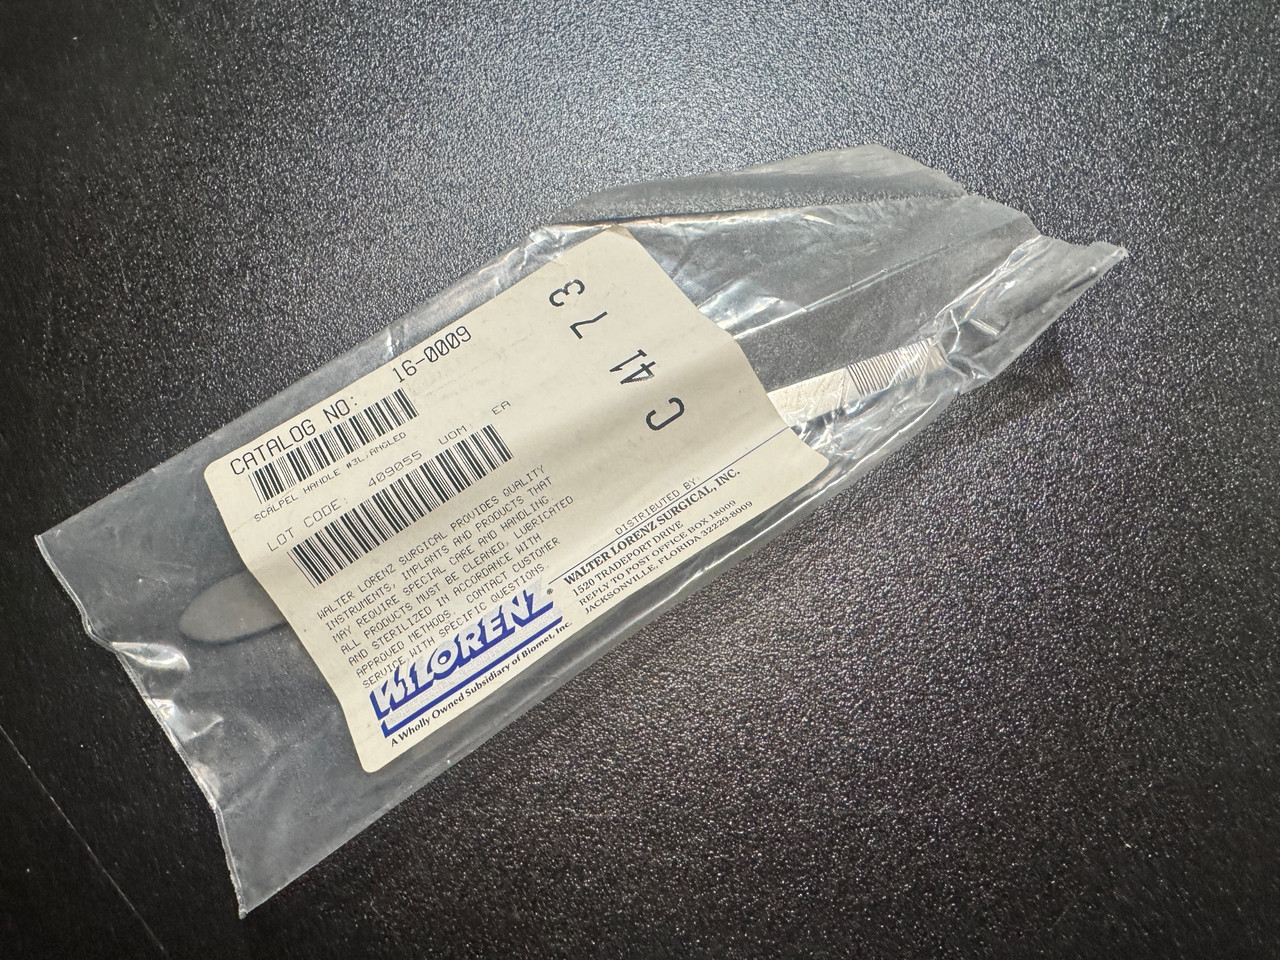 CATALOG NO: 16-0009
SCALPEL HANDLE #3L,ANGLED
LOT CODE: 409055 UOM EA
WALTER LORENZ SURGICAL PROVIDES QUALITY
INSTRUMENTS, IMPLANTS AND PRODUCTS THAT
MAY REQUIRE SPECIAL CARE AND HANDLING.
ALL PRODUCTS MUST BE CLEANED, LUBRICATED
AND STERILIZED IN ACCORDANCE WITH
APPROVED METHODS. CONTACT CUSTOMER
SERVICE WITH SPECIFIC QUESTIONS.
W.LORENZ®
A Wholly Owned Subsidiary of Biomet, Inc.
DISTRIBUTED BY:
WALTER LORENZ SURGICAL, INC.
1520 TRADEPORT DRIVE
REPLY TO POST OFFICE BOX 18009
JACKSONVILLE, FLORIDA 32229-8009
C 41 7 3